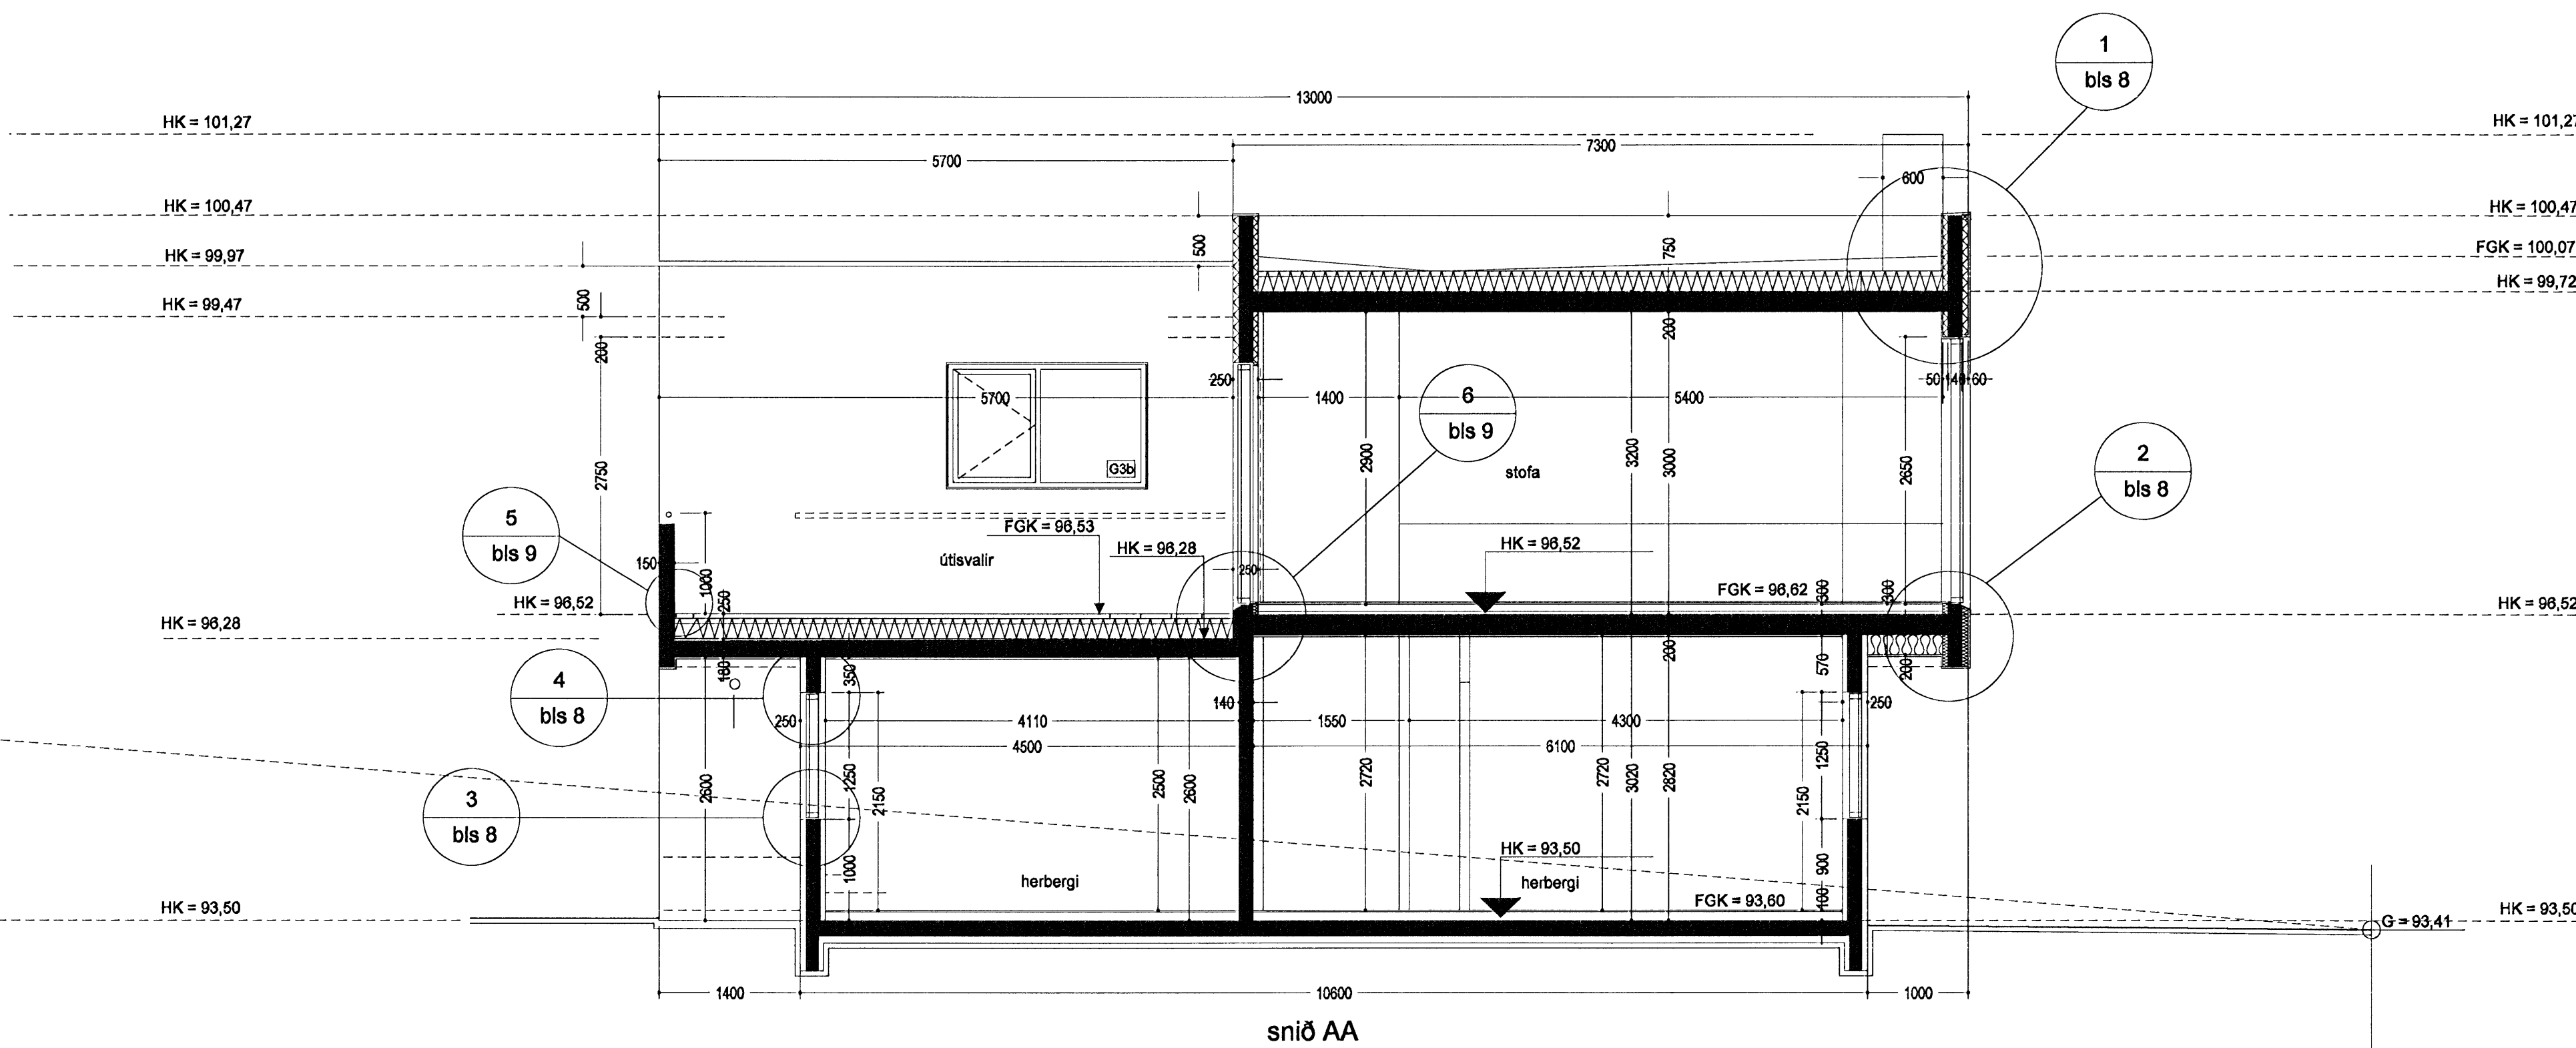 1
bls 8
13000
HK = 101,27
HK = 101,27
7300
5700
600
HK = 100,47
HK = 100,47
500
750
FGK = 100,07
HK = 99,97
HK = 99,72
500
HK = 99,47
200
200
250
50 140 60
5700
1400
5400
6
bls 9
2
bls 8
2900
3200
3000
2650
2750
stofa
G3b
5
bls 9
FGK = 96,53
HK = 96,28
HK = 96,52
útisvalir
150
250
1000
250
FGK = 96,62
300
300
HK = 96,52
HK = 96,52
HK = 96,28
4
bls 8
180
350
200
570
200
140
250
250
4110
1550
4300
4500
6100
1250
1250
2600
2150
2500
2600
2720
2720
3020
2820
2150
3
bls 8
HK = 93,50
1000
900
herbergi
herbergi
FGK = 93,60
100
HK = 93,50
HK = 93,50
G = 93,41
1400
10600
1000
snið AA